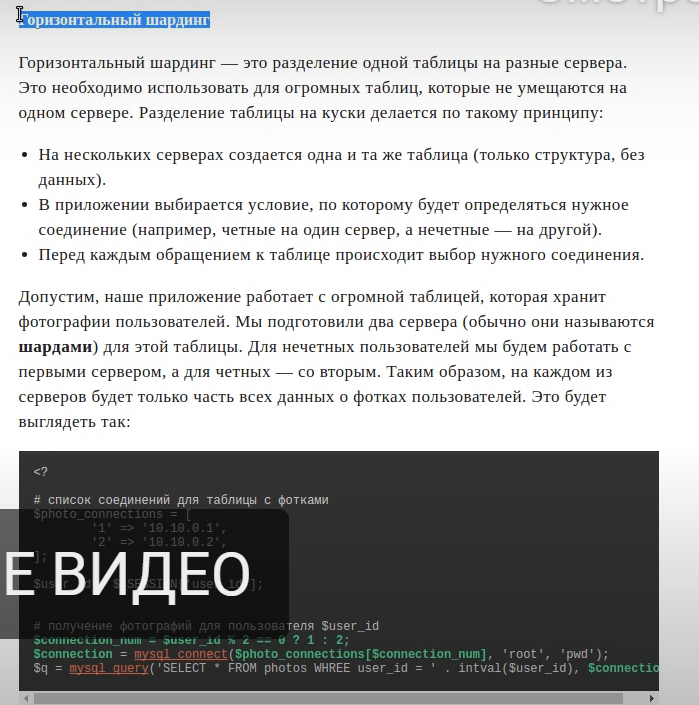 Смотр
Горизонтальный шардинг
Горизонтальный шардинг — это разделение одной таблицы на разные сервера.
Это необходимо использовать для огромных таблиц, которые не умещаются на
одном сервере. Разделение таблицы на куски делается по такому принципу:
• На нескольких серверах создается одна и та же таблица (только структура, без
данных).
• В приложении выбирается условие, по которому будет определяться нужное
соединение (например, четные на один сервер, а нечетные — на другой).
• Перед каждым обращением к таблице происходит выбор нужного соединения.
Допустим, наше приложение работает с огромной таблицей, которая хранит
фотографии пользователей. Мы подготовили два сервера (обычно они называются
шардами) для этой таблицы. Для нечетных пользователей мы будем работать с
первыми сервером, а для четных — со вторым. Таким образом, на каждом из
серверов будет только часть всех данных о фотках пользователей. Это будет
выглядеть так:
<?
# список соединений для таблицы с фотками
$photo_connections = [
'1' => '10.10.0.1',
'2' => '10.10.0.2',
];
Е ВИДЕО
$user_id = $_SESSION['user_id'];
# получение фотографий для пользователя $user_id
$connection_num = $user_id % 2 == 0 ? 1 : 2;
$connection = mysql_connect($photo_connections[$connection_num], 'root', 'pwd');
$q = mysql_query('SELECT * FROM photos WHREE user_id = ' . intval($user_id), $connectio